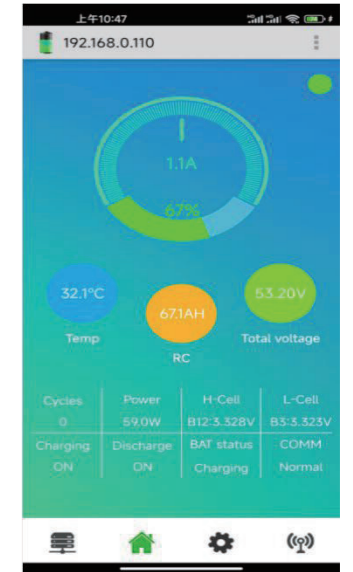 上午10:47
192.168.0.110
1.1A
67%
32.1°C
53.20V
67.1AH
Temp
Total voltage
RC
Cycles Power H-Cell L-Cell
0 59.0W B12:3.328V B3:3.323V
Charging Discharge BAT status COMM
ON ON Charging Normal